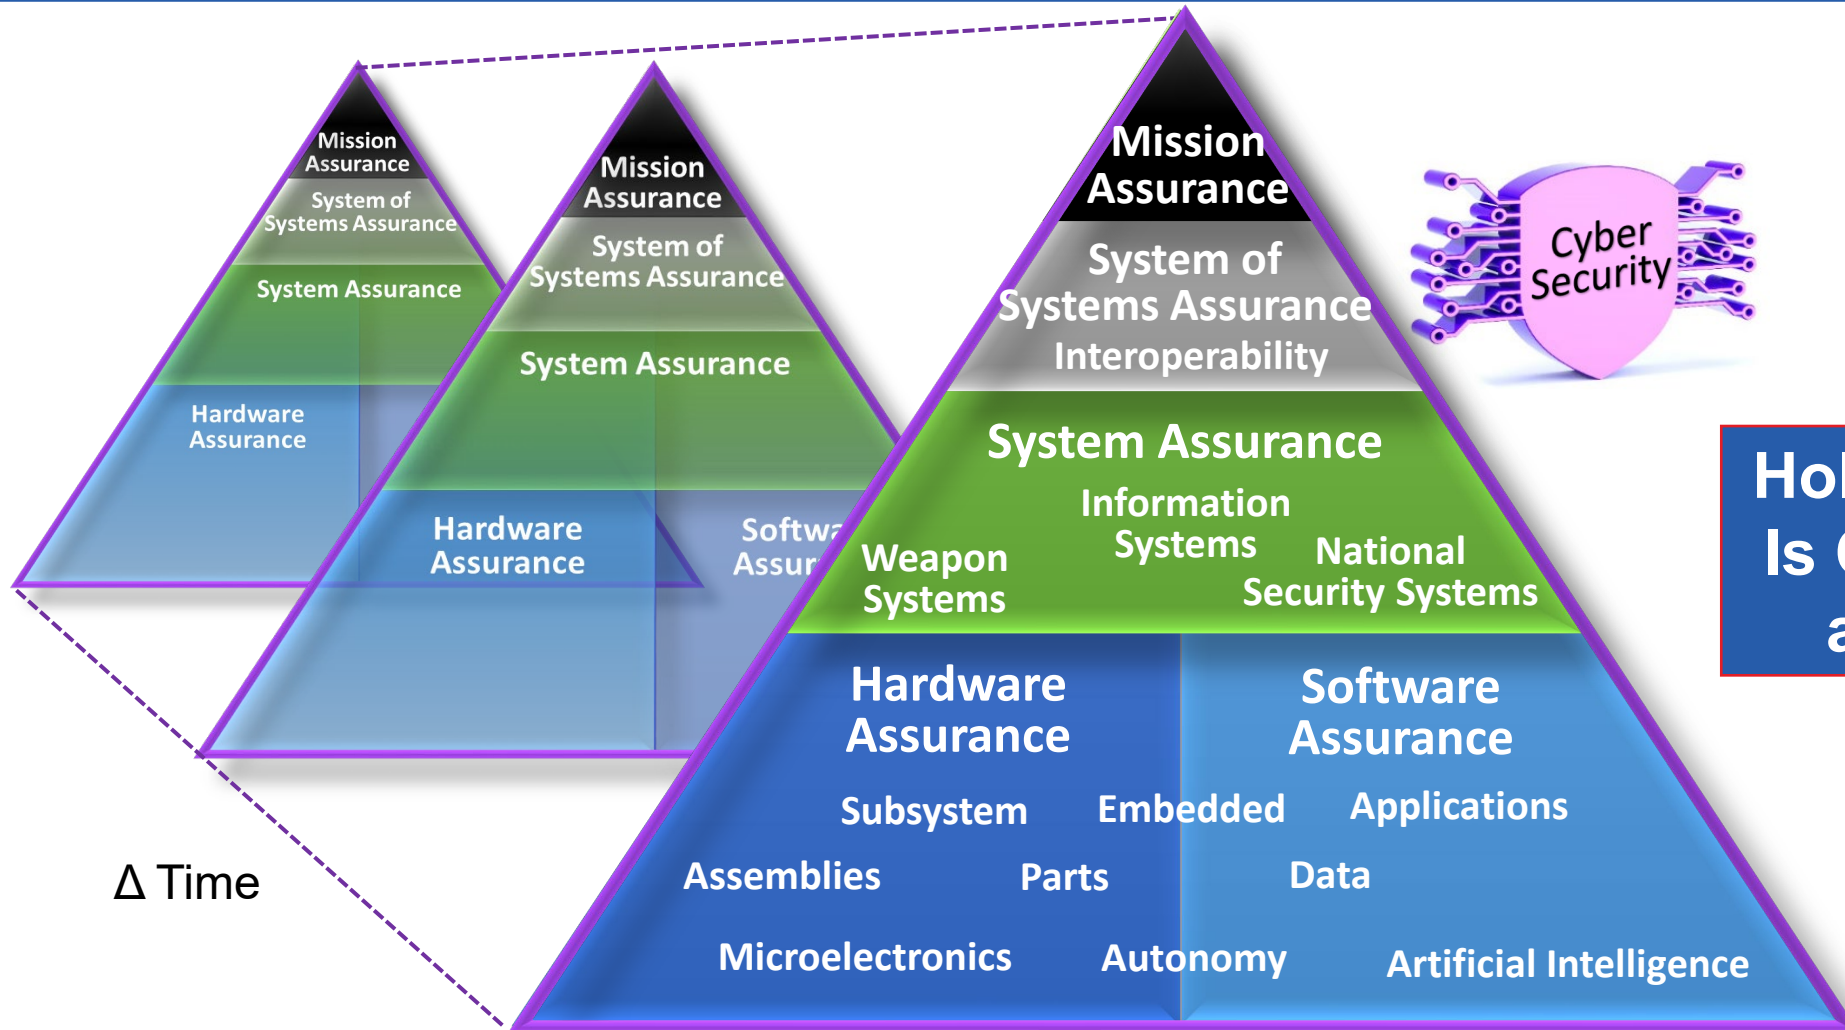 Mission
Assurance
System of
Systems Assurance
System Assurance
Hardware
Assurance
Mission
Assurance
System of
Systems Assurance
System Assurance
Hardware
Assurance
Mission
Assurance
System of
Systems Assurance
Interoperability
System Assurance
Information
Systems
Weapon
Systems
National
Security Systems
Hardware
Assurance
Software
Assurance
Subsystem
Embedded
Applications
Assemblies
Parts
Data
Microelectronics
Autonomy
Artificial Intelligence
Cyber
Security
Is
Δ Time